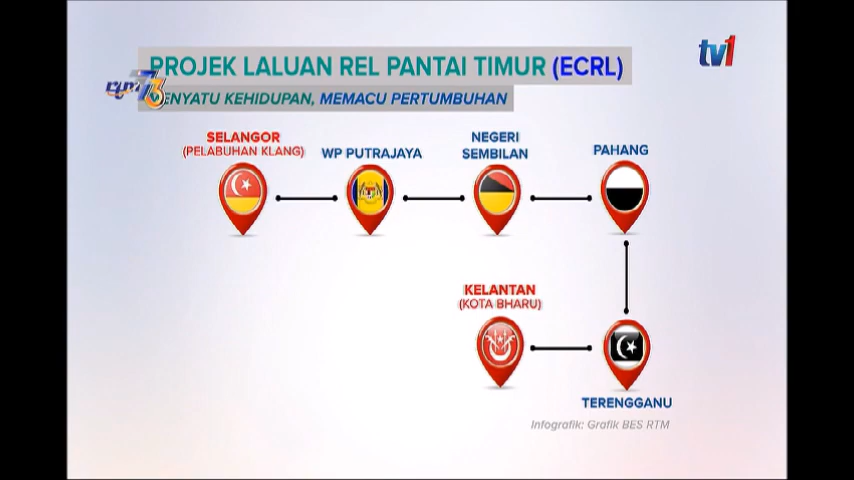 PROJEK LALUAN REL PANTAI TIMUR (ECRL)
tv1
MENYATU KEHIDUPAN, MEMACU PERTUMBUHAN
SELANGOR
(PELABUHAN KLANG)
WP PUTRAJAYA
NEGERI
SEMBILAN
PAHANG
KELANTAN
(KOTA BHARU)
TERENGGANU
Infografik: Grafik BES RTM